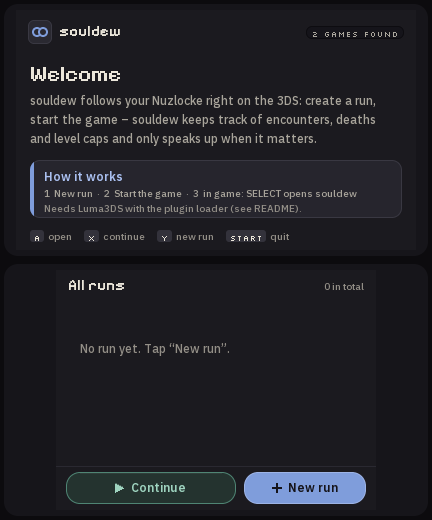 souldew
2 GAMES FOUND
Welcome
souldew follows your Nuzlocke right on the 3DS: create a run,
start the game – souldew keeps track of encounters, deaths
and level caps and only speaks up when it matters.
How it works
1 New run · 2 Start the game · 3 in game: SELECT opens souldew
Needs Luma3DS with the plugin loader (see README).
A open X continue Y new run START quit
All runs
0 in total
No run yet. Tap “New run”.
Continue
New run